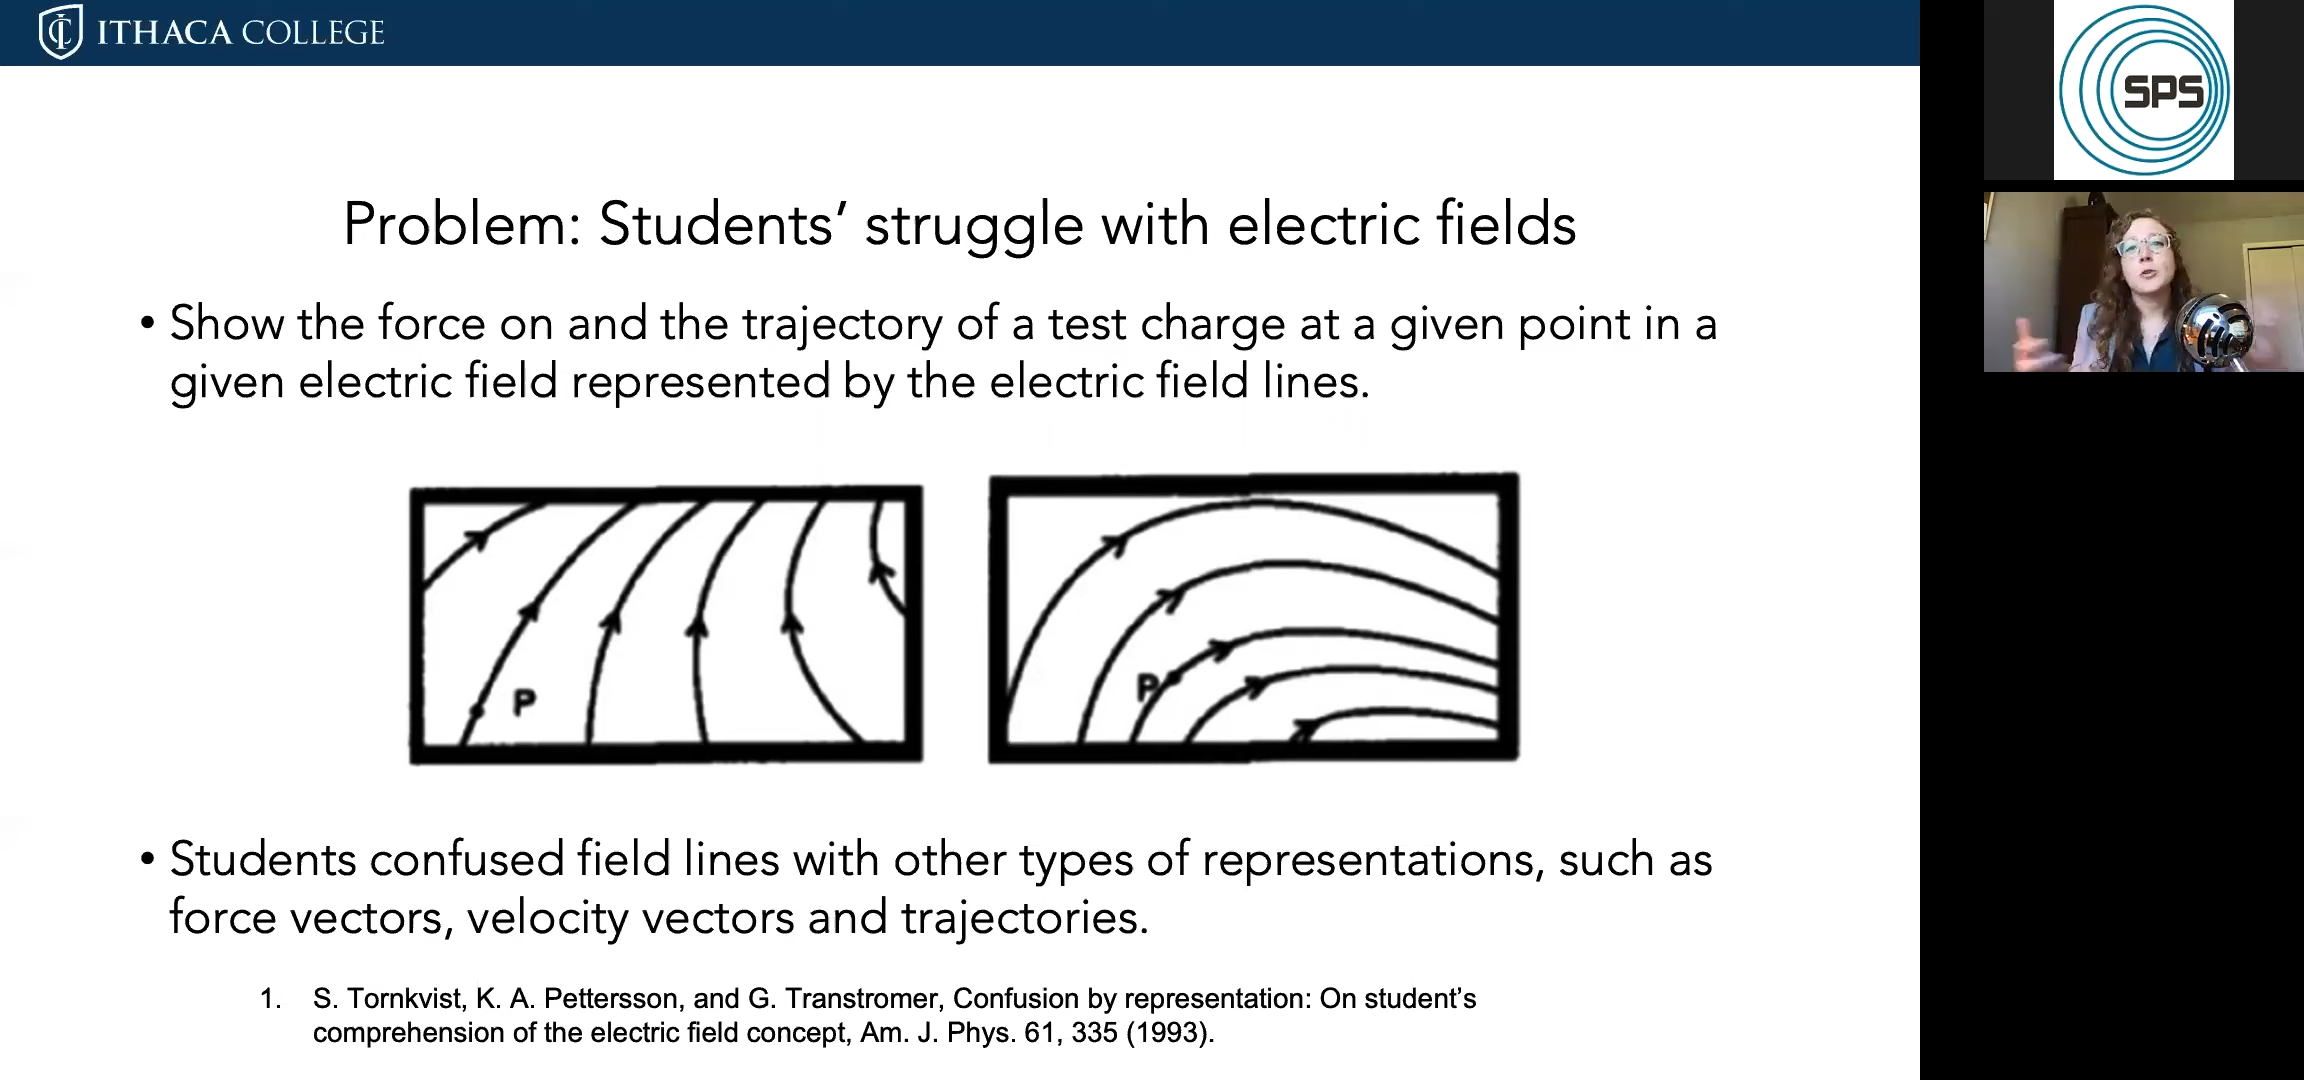 ITHACA COLLEGE
SPS
Problem: Students’ struggle with electric fields
• Show the force on and the trajectory of a test charge at a given point in a
given electric field represented by the electric field lines.
P
P
• Students confused field lines with other types of representations, such as
force vectors, velocity vectors and trajectories.
1. S. Tornkvist, K. A. Pettersson, and G. Transtromer, Confusion by representation: On student’s
comprehension of the electric field concept, Am. J. Phys. 61, 335 (1993).